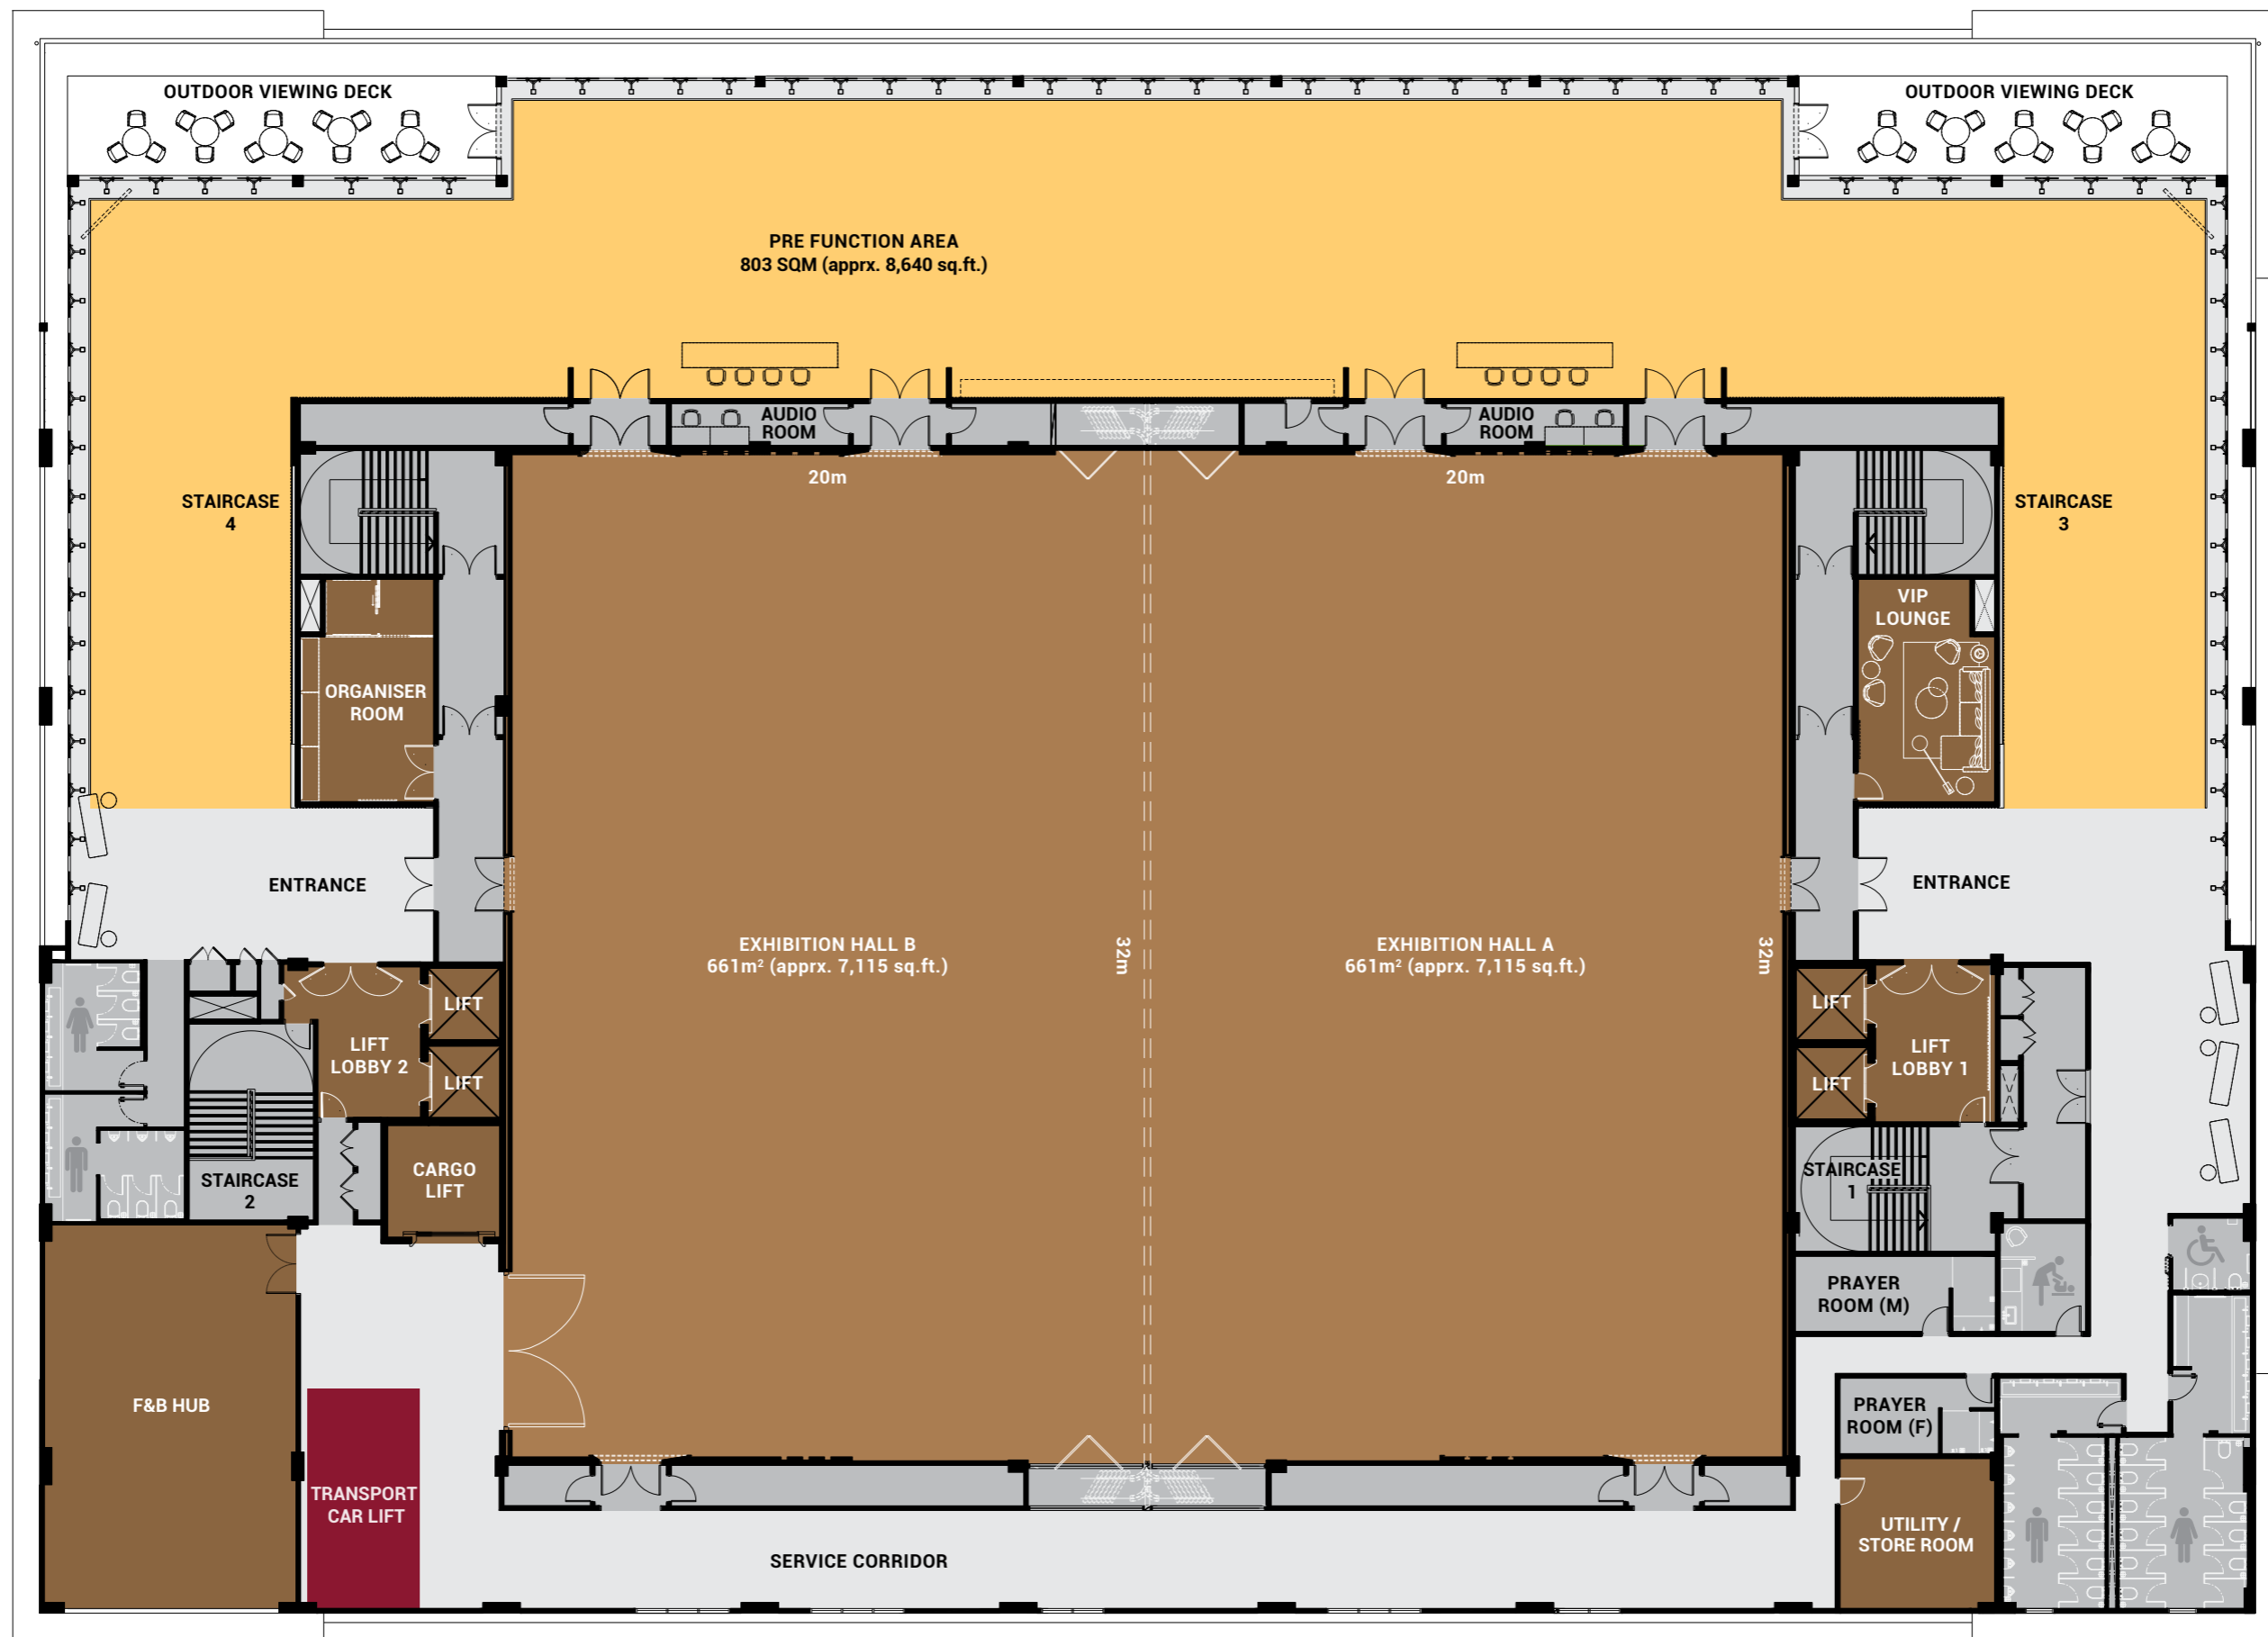 OUTDOOR VIEWING DECK
OUTDOOR VIEWING DECK
PRE FUNCTION AREA
803 SQM (apprx. 8,640 sq.ft.)
AUDIO
ROOM
AUDIO
ROOM
20m
20m
STAIRCASE
4
STAIRCASE
3
VIP
LOUNGE
ORGANISER
ROOM
ENTRANCE
ENTRANCE
EXHIBITION HALL B
661m² (apprx. 7,115 sq.ft.)
32m
EXHIBITION HALL A
661m² (apprx. 7,115 sq.ft.)
32m
LIFT
LIFT
LOBBY 2
LIFT
LIFT
LIFT
LOBBY 1
LIFT
CARGO
LIFT
STAIRCASE
2
STAIRCASE
1
PRAYER
ROOM (M)
F&B HUB
PRAYER
ROOM (F)
TRANSPORT
CAR LIFT
UTILITY /
STORE ROOM
SERVICE CORRIDOR